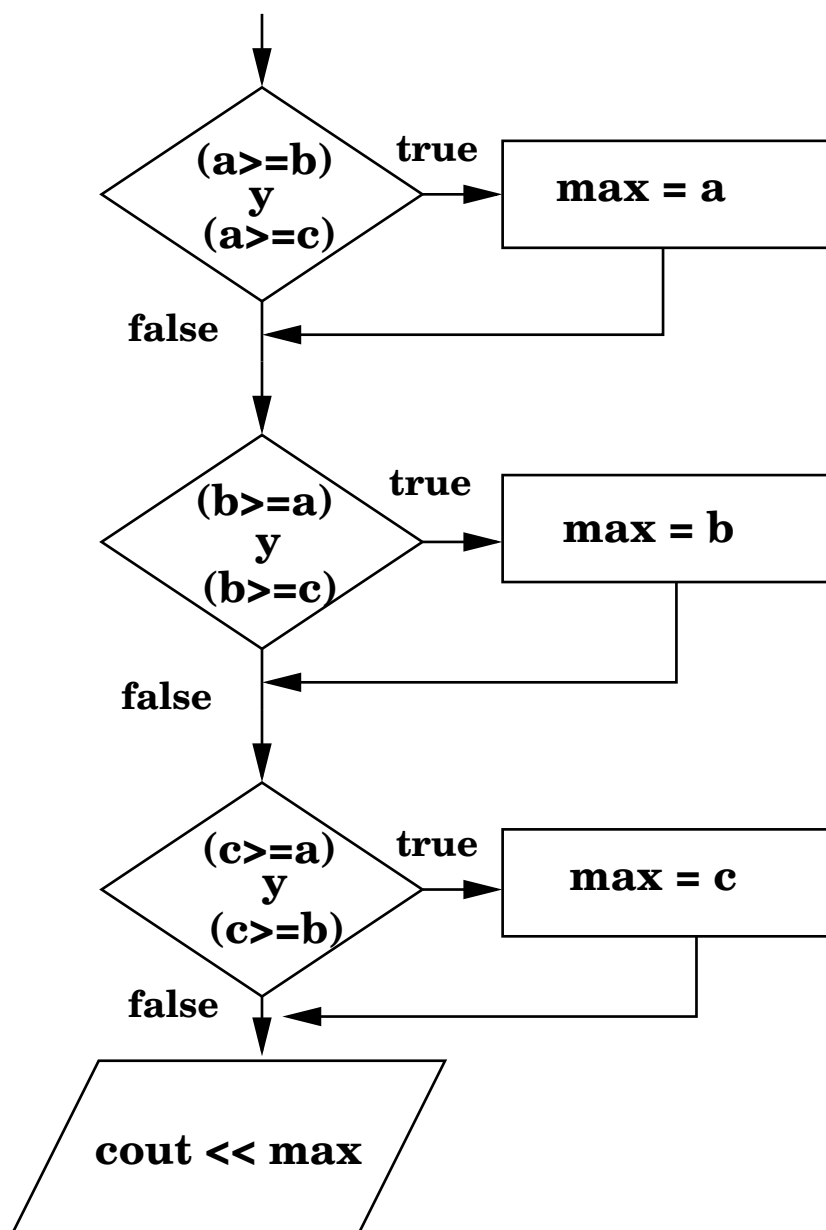 (a>=b)
y
(a>=c)
true
max = a
false
(b>=a)
y
(b>=c)
true
max = b
false
(c>=a)
y
(c>=b)
true
max = c
false
cout << max